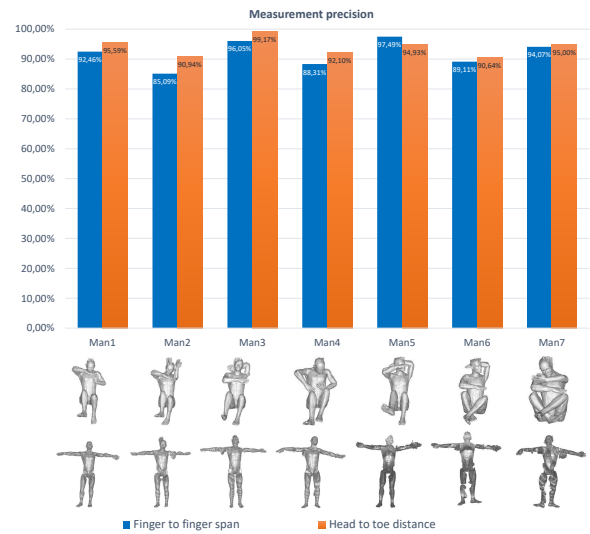 Measurement precision
100,00%
90,00%
80,00%
70,00%
60,00%
50,00%
40,00%
30,00%
20,00%
10,00%
0,00%
92,46% 95,59% 85,09% 90,94% 96,05% 99,17% 88,31% 92,10% 97,49% 94,93% 89,11% 90,64% 94,07% 95,00%
Man1 Man2 Man3 Man4 Man5 Man6 Man7
Finger to finger span Head to toe distance